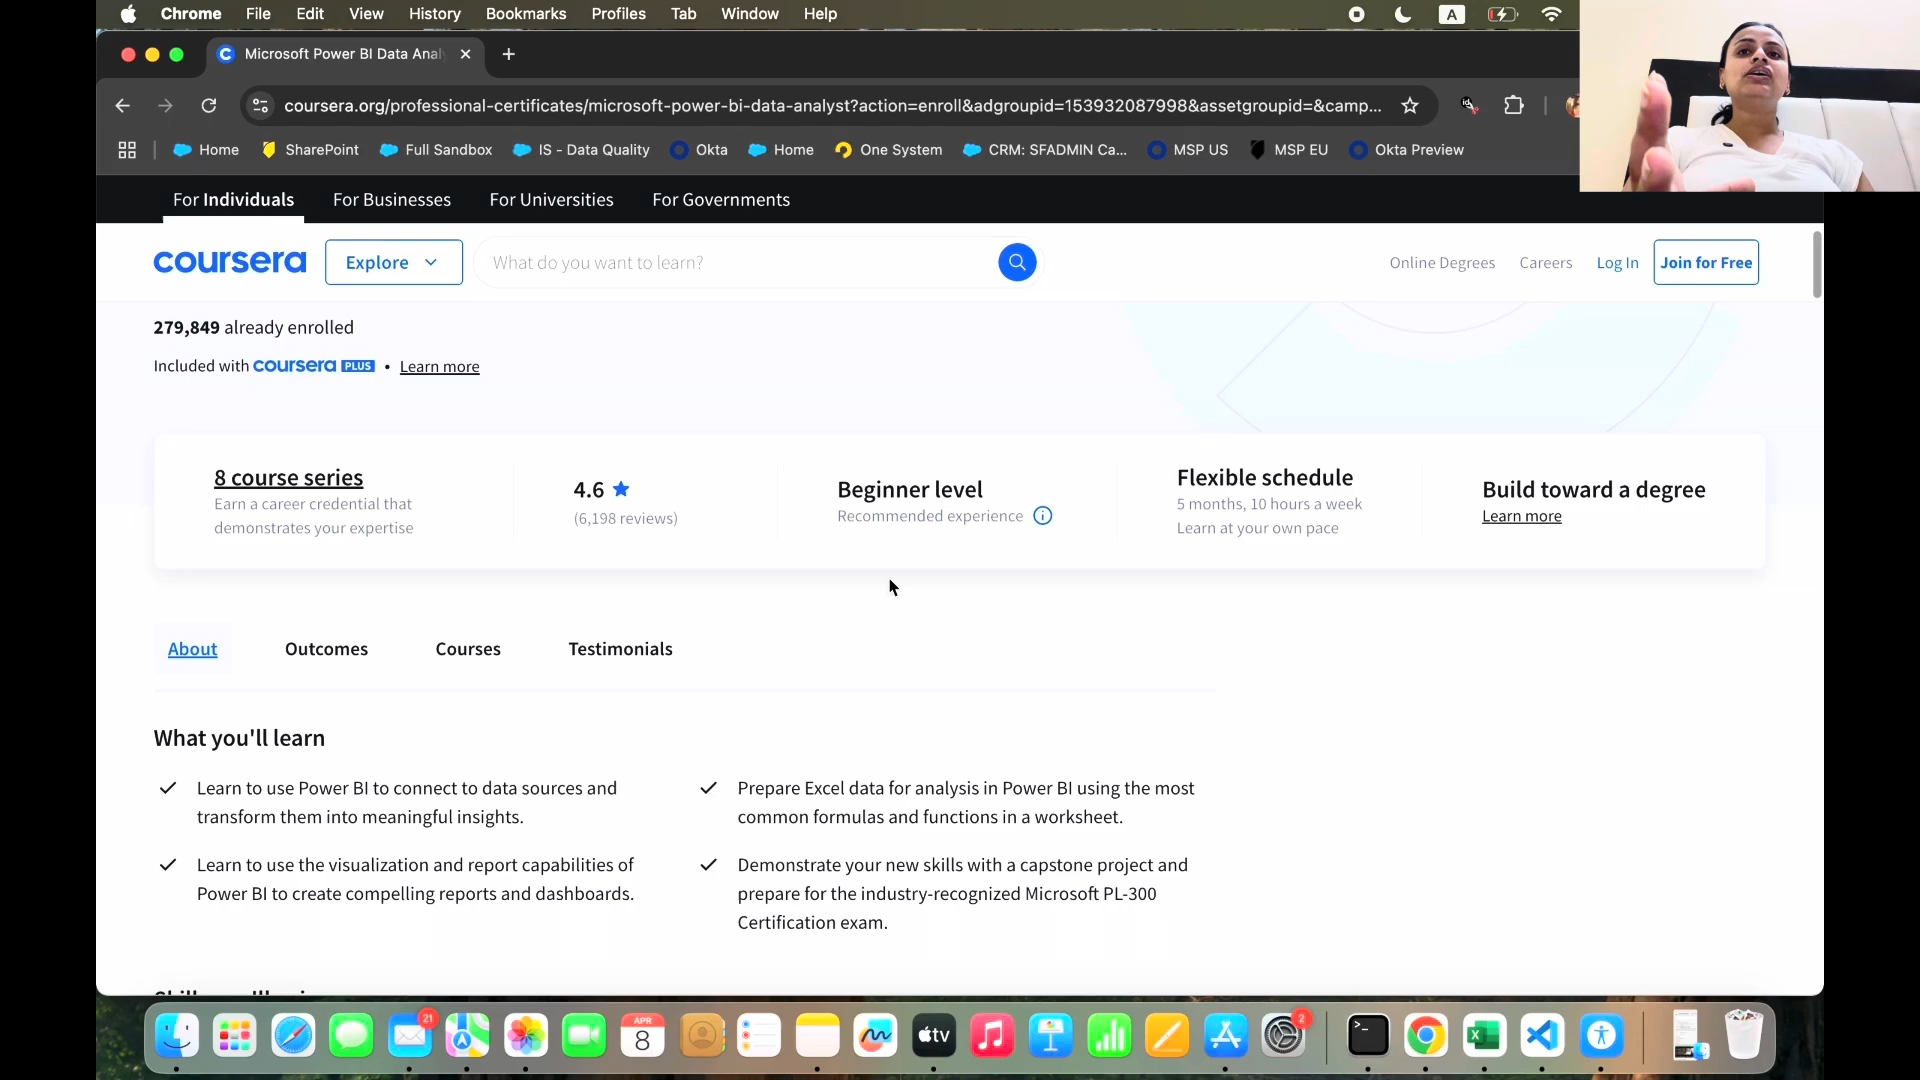 Chrome File Edit View History Bookmarks Profiles Tab Window Help
A
Microsoft Power BI Data Anal
coursera.org/professional-certificates/microsoft-power-bi-data-analyst?action=enroll&adgroupid=153932087998&assetgroupid=&camp...
Home SharePoint Full Sandbox IS - Data Quality Okta Home One System CRM: SFADMIN Ca... MSP US MSP EU Okta Preview
For Individuals For Businesses For Universities For Governments
coursera Explore What do you want to learn? Online Degrees Careers Log In Join for Free
279,849 already enrolled
Included with coursera PLUS • Learn more
8 course series
Earn a career credential that
demonstrates your expertise
4.6
(6,198 reviews)
Beginner level
Recommended experience
Flexible schedule
5 months, 10 hours a week
Learn at your own pace
Build toward a degree
Learn more
About Outcomes Courses Testimonials
What you'll learn
Learn to use Power BI to connect to data sources and
transform them into meaningful insights.
Prepare Excel data for analysis in Power BI using the most
common formulas and functions in a worksheet.
Learn to use the visualization and report capabilities of
Power BI to create compelling reports and dashboards.
Demonstrate your new skills with a capstone project and
prepare for the industry-recognized Microsoft PL-300
Certification exam.
21
APR
8
tv
2